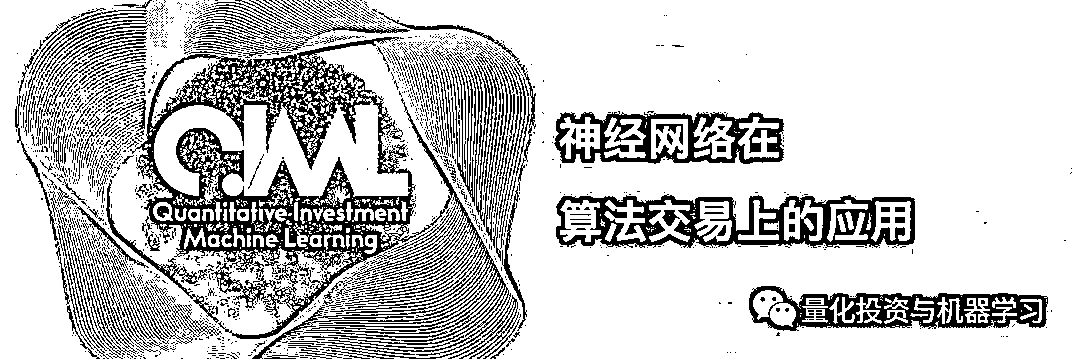 QIML
Quantitative Investment
Machine Learning
神经网络在
算法交易上的应用
量化投资与机器学习